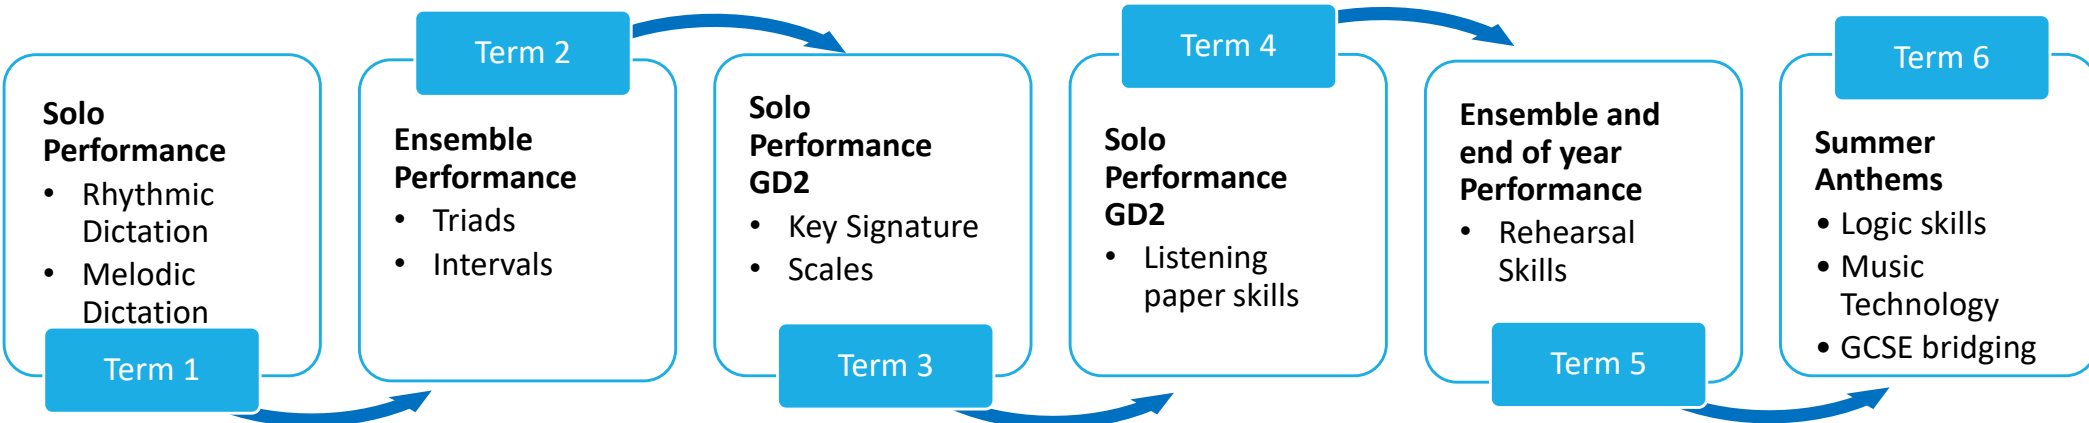 Solo
Performance
• Rhythmic
Dictation
• Melodic
Dictation
Term 1
Term 2
Ensemble
Performance
• Triads
• Intervals
Solo
Performance
GD2
• Key Signature
• Scales
Term 3
Term 4
Solo
Performance
GD2
• Listening
paper skills
Ensemble and
end of year
Performance
• Rehearsal
Skills
Term 5
Term 6
Summer
Anthems
• Logic skills
• Music
Technology
• GCSE bridging